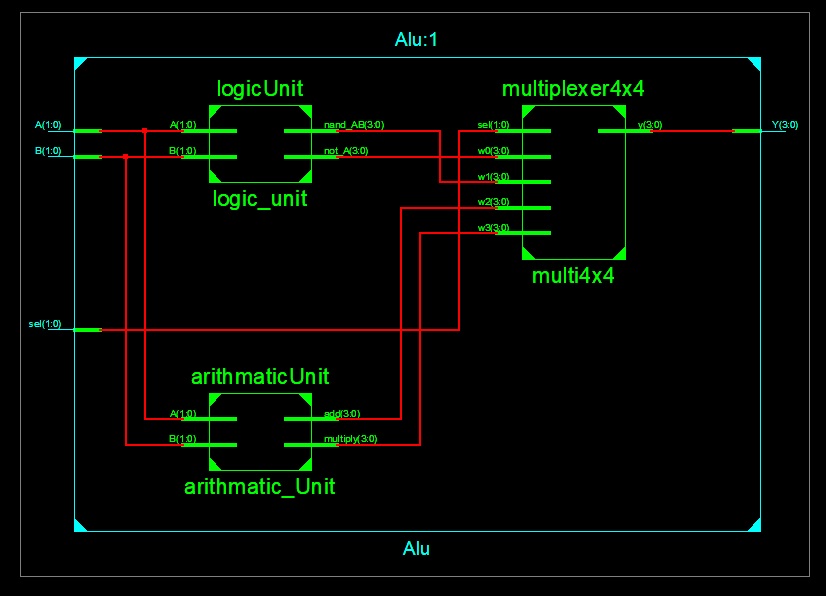 Alu:1
logicUnit
multiplexer4x4
A(1:0)
A(1:0)
nand_AB(3:0)
sel(1:0)
y(3:0)
Y(3:0)
B(1:0)
B(1:0)
not_A(3:0)
w0(3:0)
w1(3:0)
logic_unit
w2(3:0)
w3(3:0)
multi4x4
sel(1:0)
arithmaticUnit
A(1:0)
add(3:0)
B(1:0)
multiply(3:0)
arithmatic_Unit
Alu